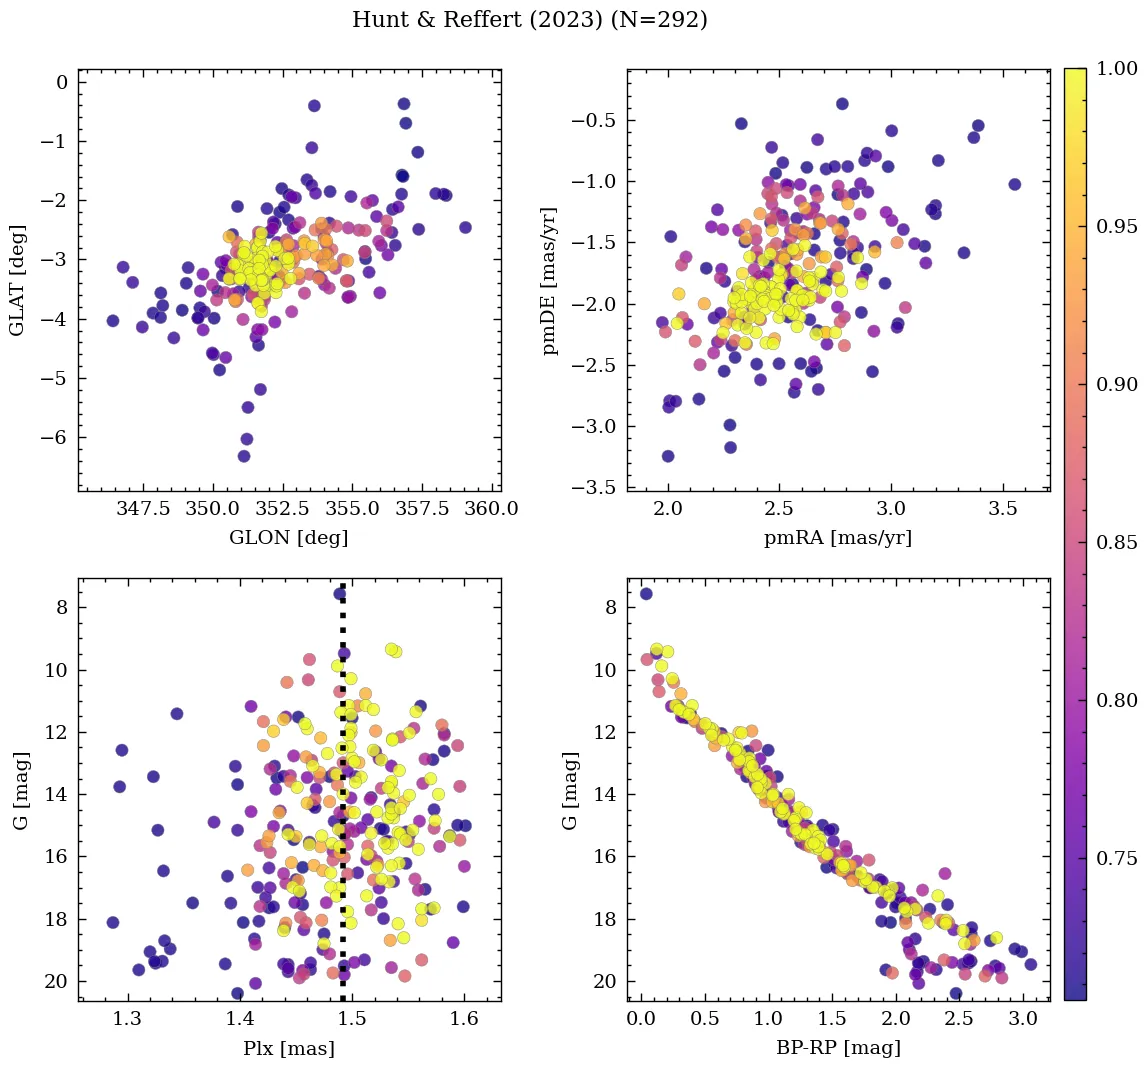 Hunt & Reffert (2023) (N=292)
0
−1
−2
−3
−4
−5
−6
GLAT [deg]
347.5 350.0 352.5 355.0 357.5 360.0
GLON [deg]
−0.5
−1.0
−1.5
−2.0
−2.5
−3.0
−3.5
pmDE [mas/yr]
2.0 2.5 3.0 3.5
pmRA [mas/yr]
1.00
0.95
0.90
0.85
0.80
0.75
8
10
12
14
16
18
20
G [mag]
1.3 1.4 1.5 1.6
Plx [mas]
8
10
12
14
16
18
20
G [mag]
0.0 0.5 1.0 1.5 2.0 2.5 3.0
BP-RP [mag]